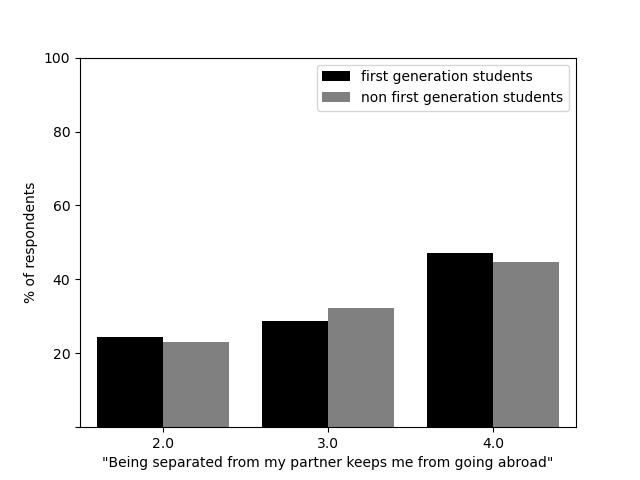 100
80
60
40
20
% of respondents
first generation students
non first generation students
2.0
3.0
4.0
"Being separated from my partner keeps me from going abroad"